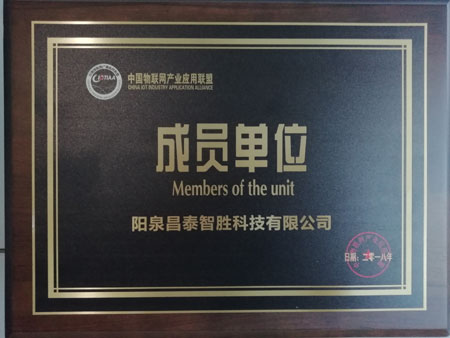 中国物联网产业应用联盟
CHINA IOT INDUSTRY APPLICATION ALLIANCE
成员单位
Members of the unit
阳泉昌泰智胜科技有限公司
日期：二零一八年